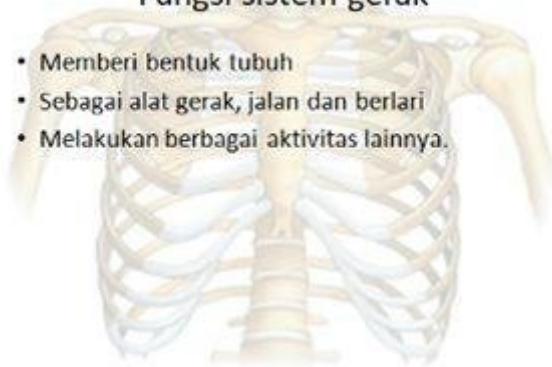 Fungsi sistem gerak
• Memberi bentuk tubuh
• Sebagai alat gerak, jalan dan berlari
• Melakukan berbagai aktivitas lainnya.